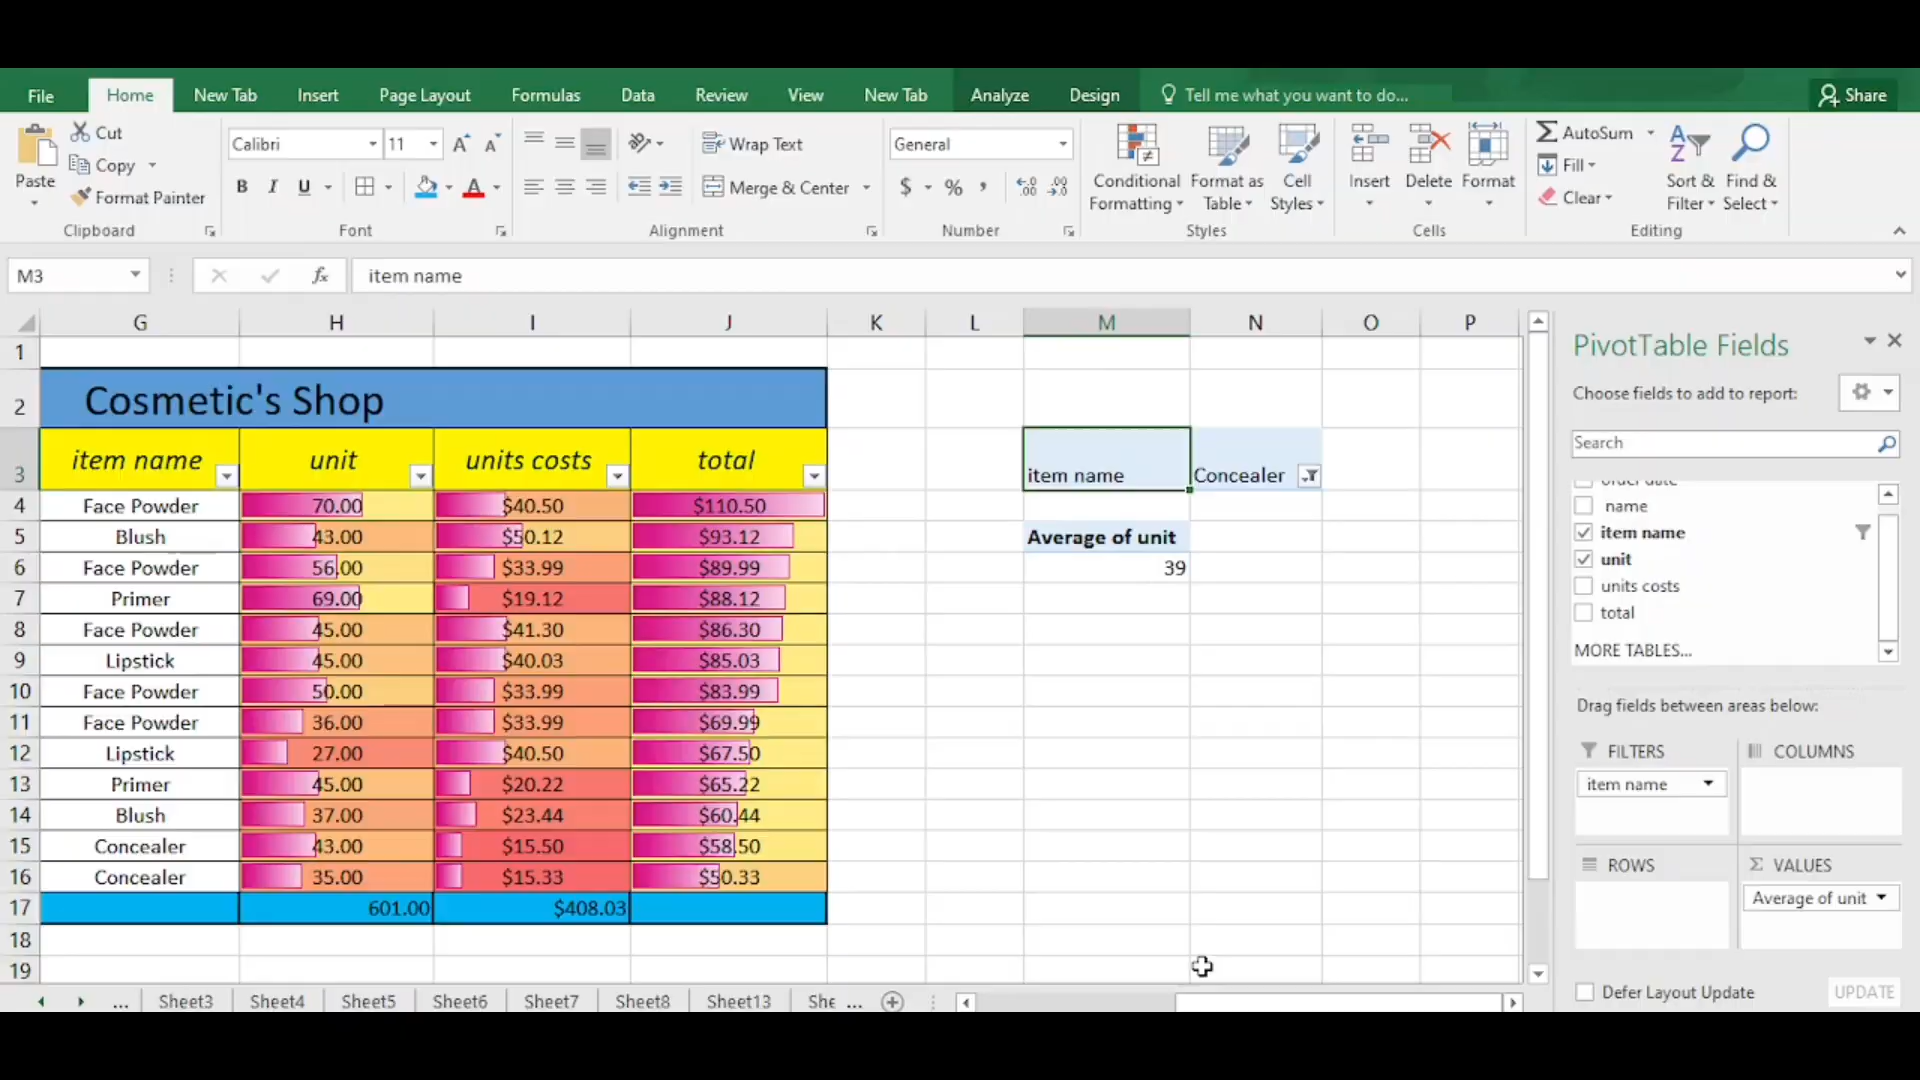 File Home New Tab Insert Page Layout Formulas Data Review View New Tab Analyze Design Tell me what you want to do... Share
Cut
Copy
Format Painter
Paste
Clipboard
Calibri 11
B I U
Font
Wrap Text
Merge & Center
Alignment
General
$ % ,
Number
Conditional Formatting
Format as Table
Cell Styles
Styles
Insert Delete Format
Cells
AutoSum
Fill
Clear
Sort & Filter
Find & Select
Editing
M3 fx item name
G H I J K L M N O P
1
2 Cosmetic's Shop
3 item name unit units costs total item name Concealer
4 Face Powder 70.00 $40.50 $110.50
5 Blush 43.00 $50.12 $93.12 Average of unit
6 Face Powder 56.00 $33.99 $89.99 39
7 Primer 69.00 $19.12 $88.12
8 Face Powder 45.00 $41.30 $86.30
9 Lipstick 45.00 $40.03 $85.03
10 Face Powder 50.00 $33.99 $83.99
11 Face Powder 36.00 $33.99 $69.99
12 Lipstick 27.00 $40.50 $67.50
13 Primer 45.00 $20.22 $65.22
14 Blush 37.00 $23.44 $60.44
15 Concealer 43.00 $15.50 $58.50
16 Concealer 35.00 $15.33 $50.33
17 601.00 $408.03
18
19
... Sheet3 Sheet4 Sheet5 Sheet6 Sheet7 Sheet8 Sheet13 She ...
PivotTable Fields
Choose fields to add to report:
Search
order date
name
item name
unit
units costs
total
MORE TABLES...
Drag fields between areas below:
FILTERS
item name
COLUMNS
ROWS
Σ VALUES
Average of unit
Defer Layout Update UPDATE